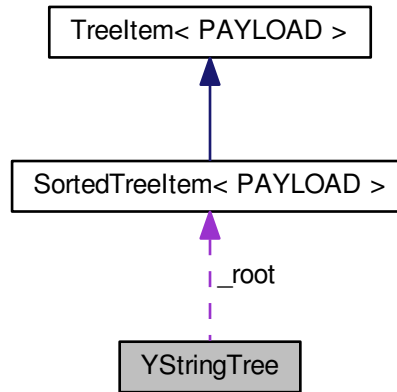 TreeItem< PAYLOAD >
SortedTreeItem< PAYLOAD >
_root
YStringTree